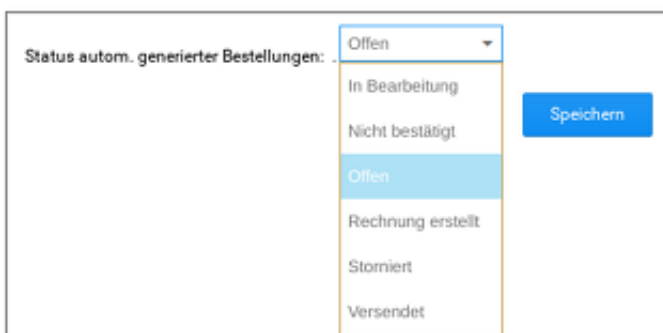 Status autom. generierter Bestellungen: .
Offen
In Bearbeitung
Nicht bestätigt
Speichern
Offen
Rechnung erstellt
Storniert
Versendet